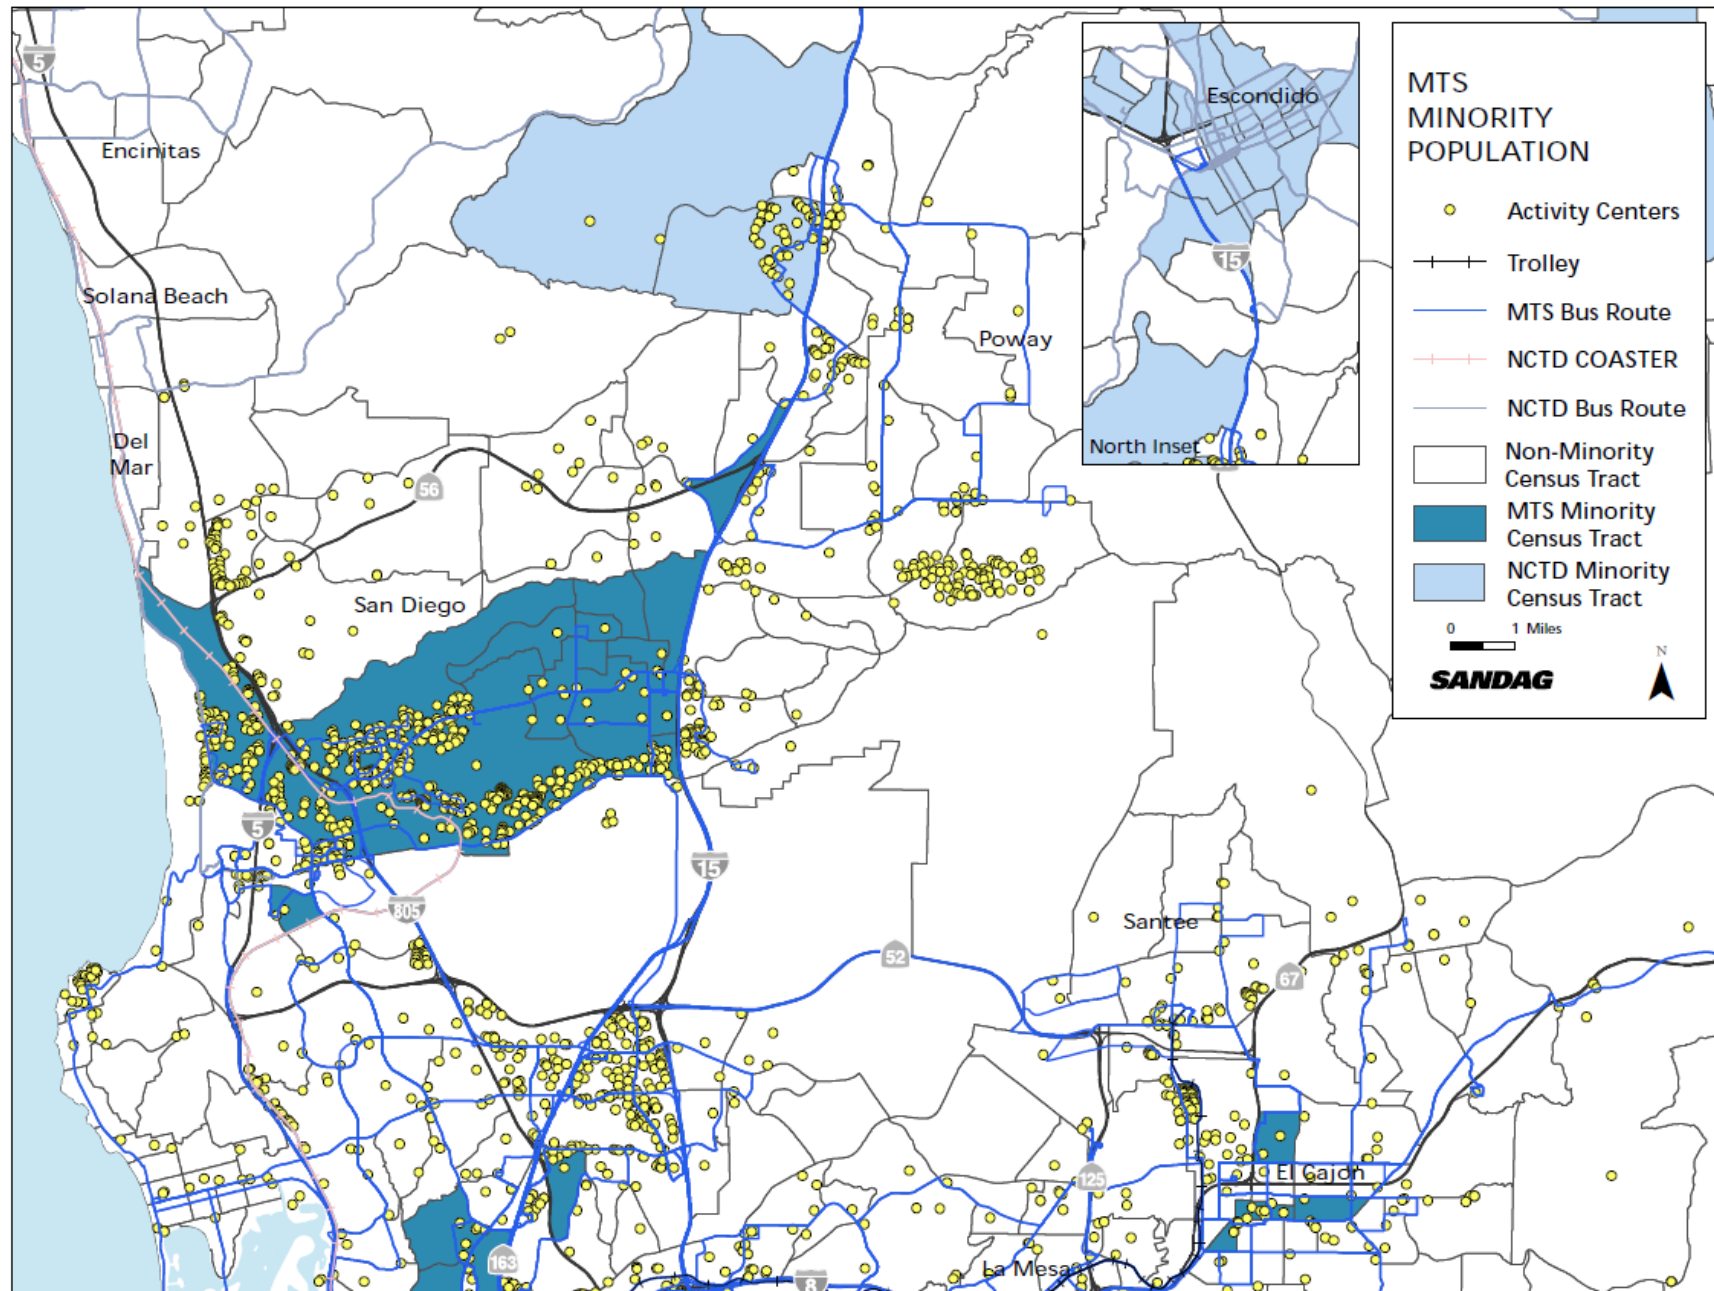 5
Encinitas
Solana Beach
Del
Mar
56
San Diego
Poway
5
805
15
52
Santee
67
125
El Cajon
La Mesa
163
8
Escondido
15
North Inset
MTS
MINORITY
POPULATION
Activity Centers
Trolley
MTS Bus Route
NCTD COASTER
NCTD Bus Route
Non-Minority
Census Tract
MTS Minority
Census Tract
NCTD Minority
Census Tract
0 1 Miles
N
SANDAG